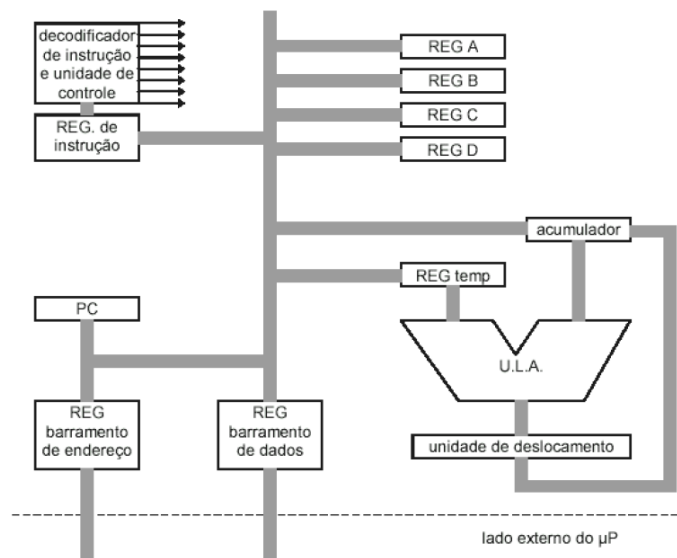 decodificador
de instrução
e unidade de
controle
REG. de
instrução
REG A
REG B
REG C
REG D
acumulador
REG temp
PC
U.L.A.
REG
barramento
de endereço
REG
barramento
de dados
unidade de deslocamento
lado externo do µP